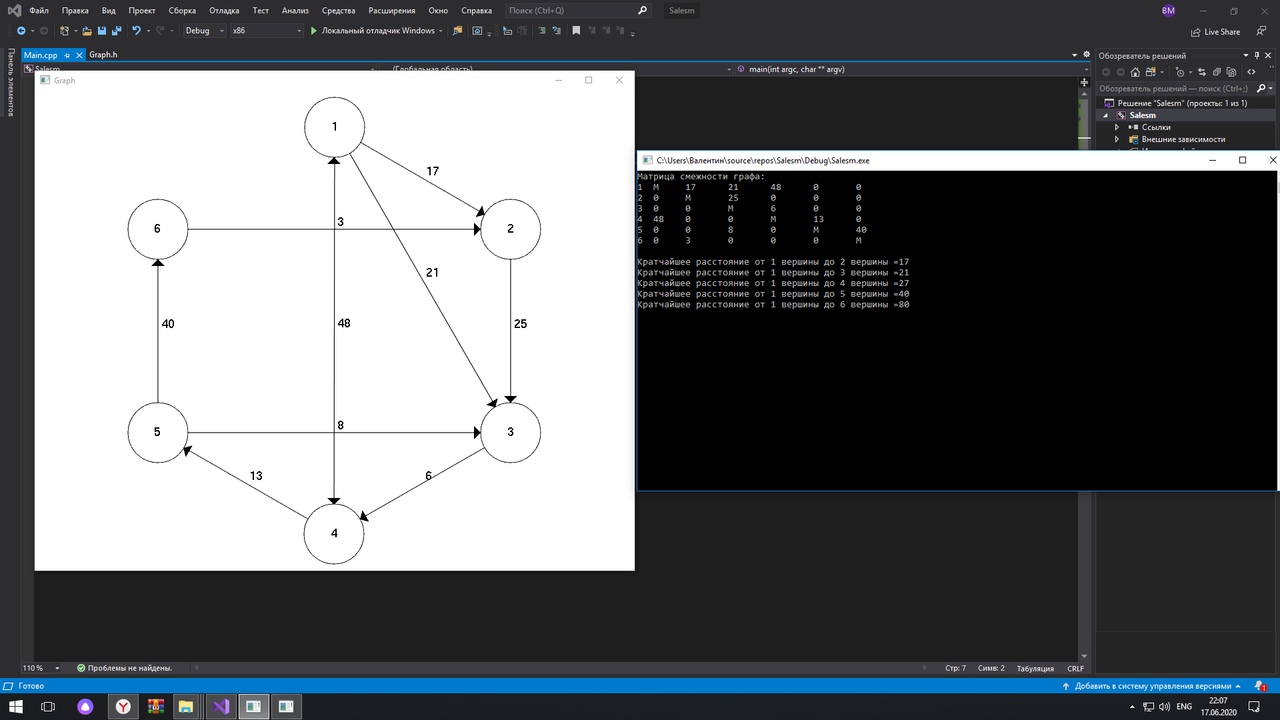 Файл Правка Вид Проект Сборка Отладка Тест Анализ Средства Расширения Окно Справка Поиск (Ctrl+Q) Salesm BM
Debug x86 Локальный отладчик Windows Live Share
Панель элементов
Main.cpp Graph.h
Salesm (Глобальная область) main(int argc, char ** argv)
Обозреватель решений
Обозреватель решений — поиск (Ctrl+;)
Решение "Salesm" (проекты: 1 из 1)
Salesm
Ссылки
Внешние зависимости
Graph
1
17
6
3
2
21
40
48
25
8
5
3
13
6
4
C:\Users\Валентин\source\repos\Salesm\Debug\Salesm.exe
Матрица смежности графа:
1 M 17 21 48 0 0
2 0 M 25 0 0 0
3 0 0 M 6 0 0
4 48 0 0 M 13 0
5 0 0 8 0 M 40
6 0 3 0 0 0 M
Кратчайшее расстояние от 1 вершины до 2 вершины =17
Кратчайшее расстояние от 1 вершины до 3 вершины =21
Кратчайшее расстояние от 1 вершины до 4 вершины =27
Кратчайшее расстояние от 1 вершины до 5 вершины =40
Кратчайшее расстояние от 1 вершины до 6 вершины =80
110 % Проблемы не найдены. Стр: 7 Симв: 2 Табуляция CRLF
Готово Добавить в систему управления версиями 1
ENG 22:07
17.06.2020